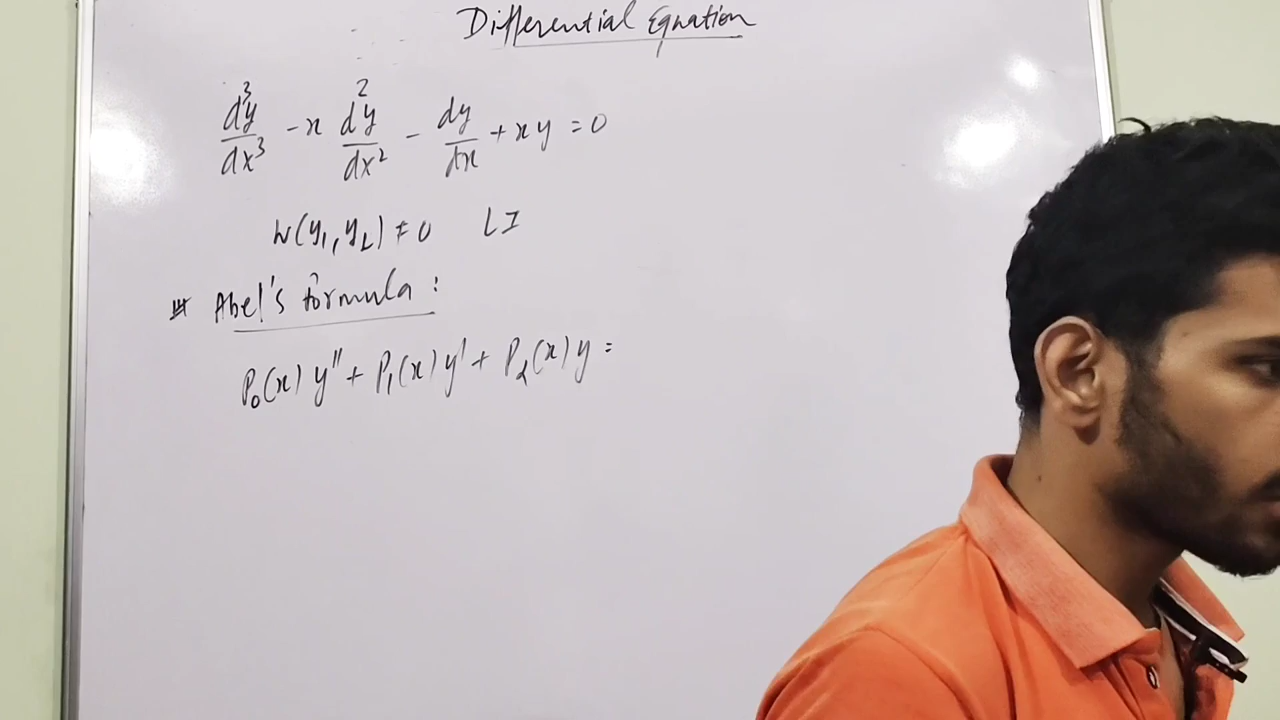 Differential Equation
d³y/dx³ - x d²y/dx² - dy/dx + xy = 0
W(y₁, y₂) ≠ 0 LI
# Abel's formula :
P₀(x) y'' + P₁(x) y' + P₂(x) y =